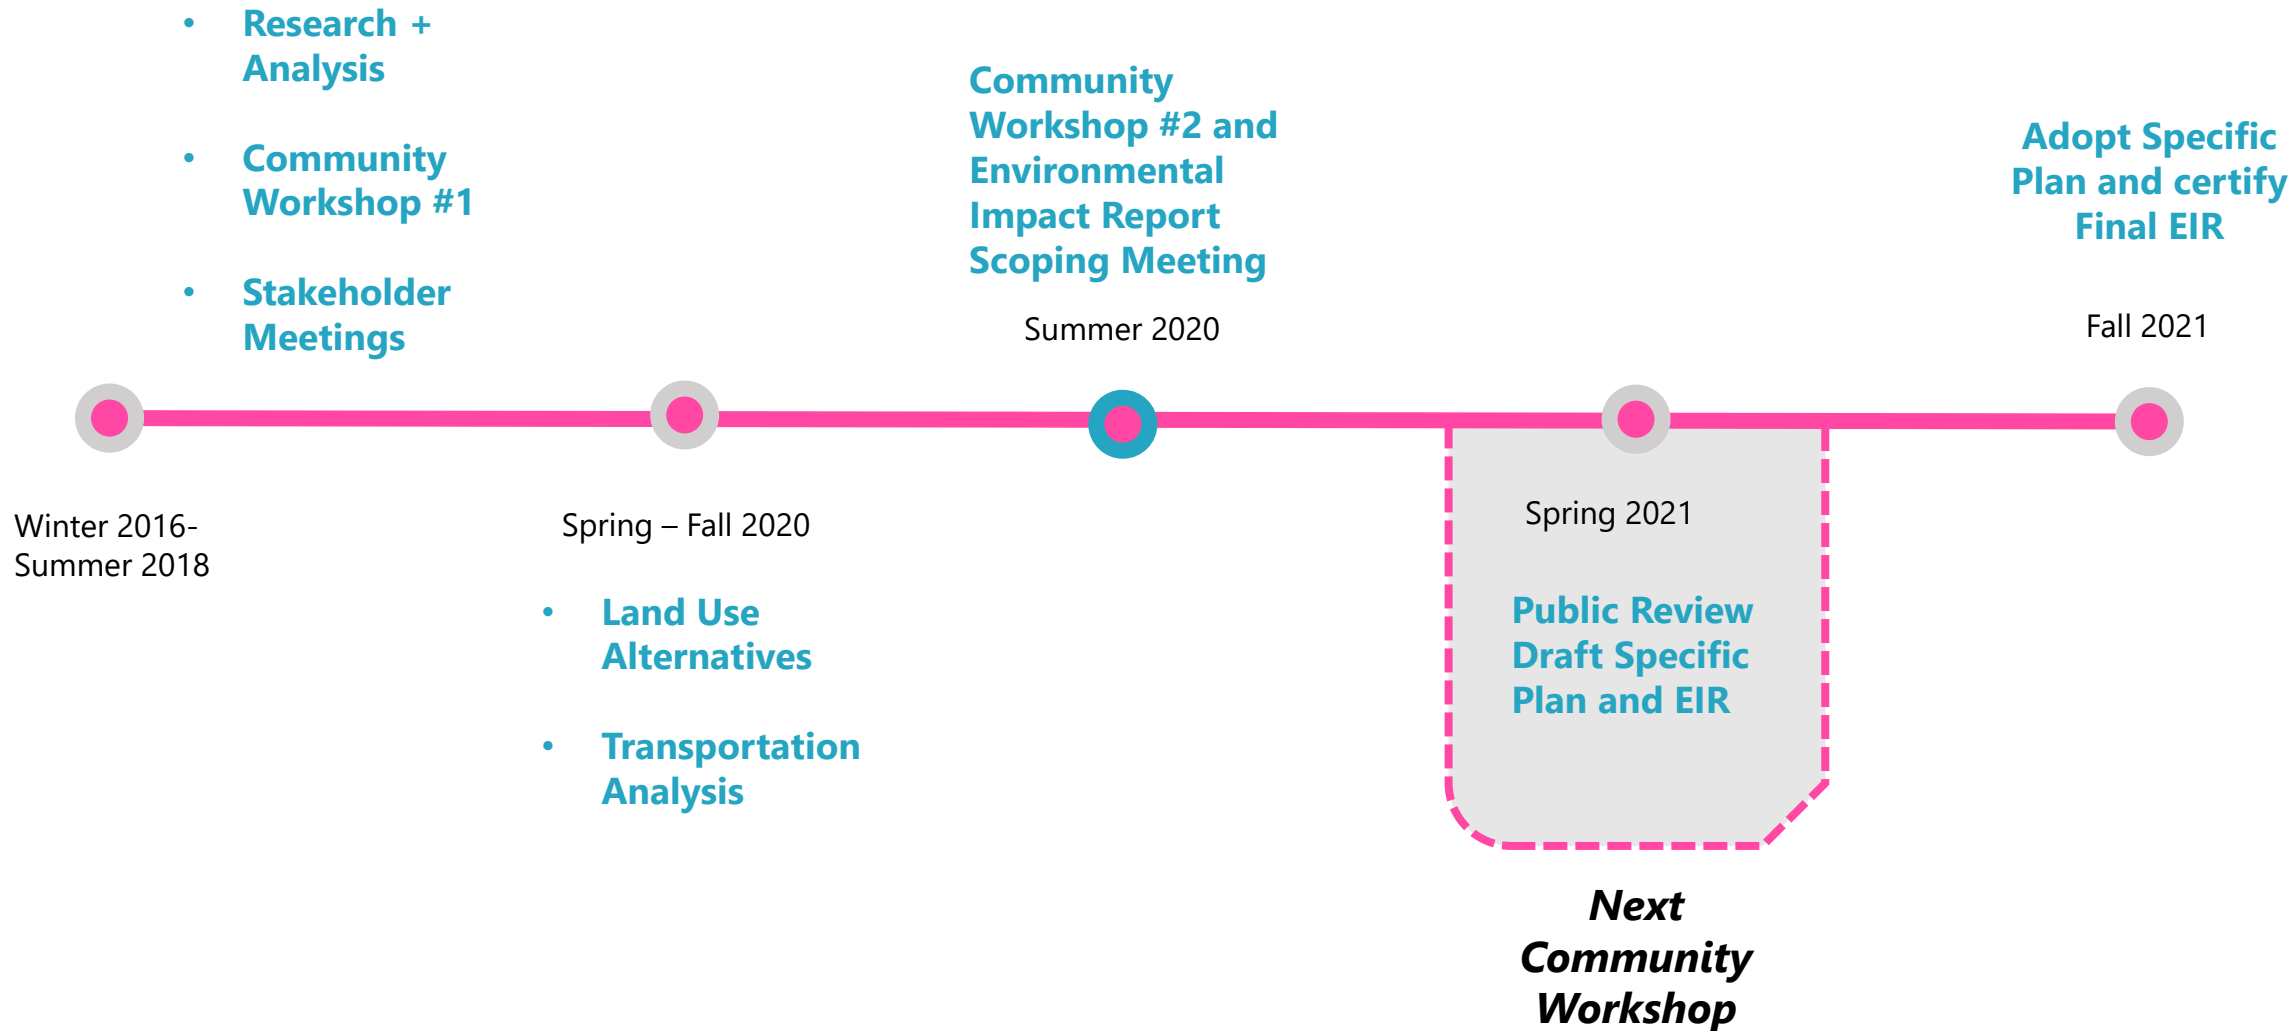 • Research +
Analysis
• Community
Workshop #1
• Stakeholder
Meetings
Winter 2016-
Summer 2018
Spring – Fall 2020
• Land Use
Alternatives
• Transportation
Analysis
Community
Workshop #2 and
Environmental
Impact Report
Scoping Meeting
Summer 2020
Spring 2021
Public Review
Draft Specific
Plan and EIR
Next
Community
Workshop
Adopt Specific
Plan and certify
Final EIR
Fall 2021